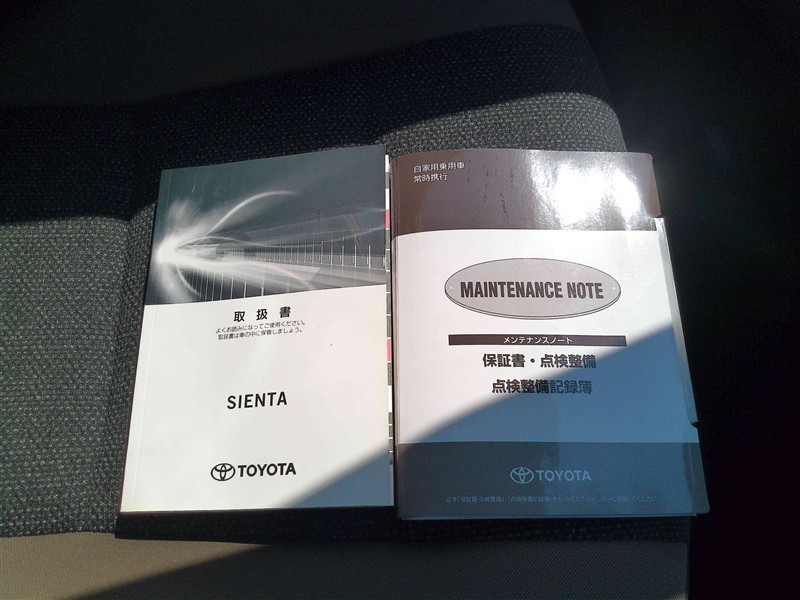 取扱書
よくお読みになってご使用ください。
取扱書は車の中に保管しましょう。
SIENTA
TOYOTA
自家用乗用車
常時携行
MAINTENANCE NOTE
メンテナンスノート
保証書・点検整備
点検整備記録簿
TOYOTA